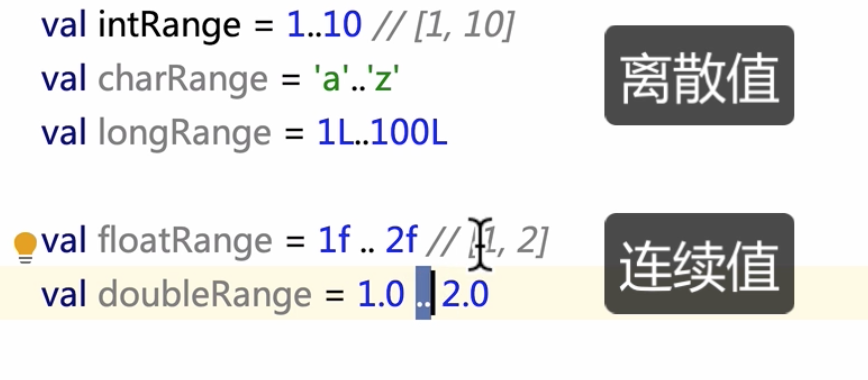 val intRange = 1..10 // [1, 10]
val charRange = 'a'..'z'
离散值
val longRange = 1L..100L
val floatRange = 1f .. 2f // [1, 2]
val doubleRange = 1.0 .. 2.0
连续值